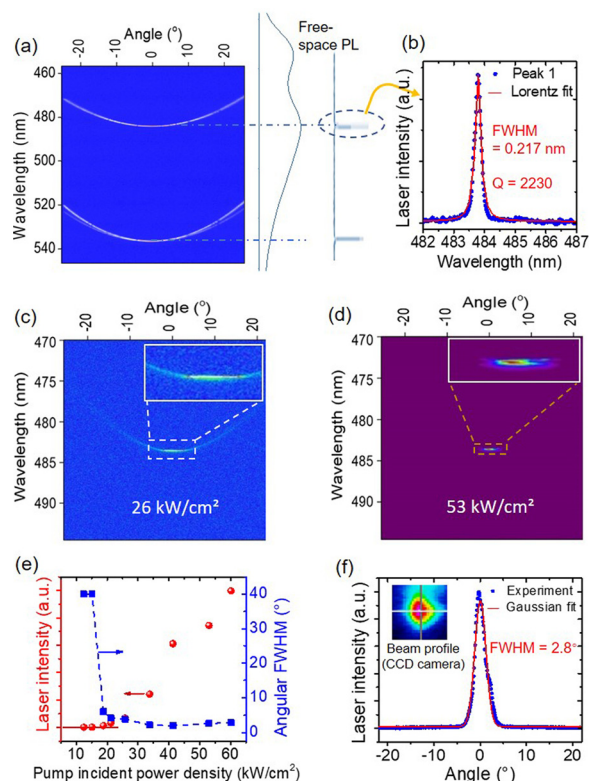 (a)
Angle (°)
-20 -10 0 10 20
Wavelength (nm)
460
480
500
520
540
Free-
space PL
(b)
Laser intensity (a.u.)
Peak 1
Lorentz fit
FWHM
= 0.217 nm
Q = 2230
482 483 484 485 486 487
Wavelength (nm)
(c)
Angle (°)
-20 -10 0 10 20
Wavelength (nm)
470
475
480
485
490
26 kW/cm²
(d)
Angle (°)
-20 -10 0 10 20
Wavelength (nm)
470
475
480
485
490
53 kW/cm²
(e)
Laser intensity (a.u.)
Angular FWHM (°)
40
30
20
10
0
10 20 30 40 50 60
Pump incident power density (kW/cm²)
(f)
Laser intensity (a.u.)
Experiment
Gaussian fit
FWHM = 2.8°
Beam profile
(CCD camera)
-20 -10 0 10 20
Angle (°)